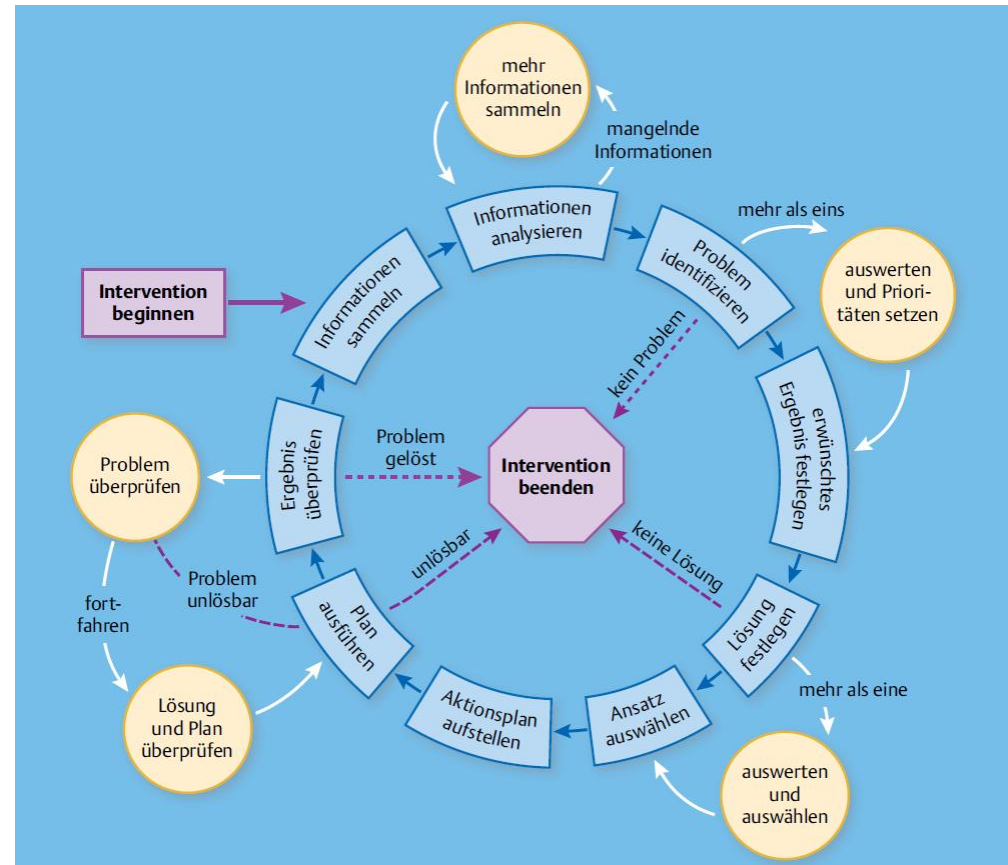 mehr
Informationen
sammeln
mangelnde
Informationen
Informationen
analysieren
mehr als eins
Problem
identifizieren
auswerten
und Priori-
täten setzen
Intervention
beginnen
Informationen
sammeln
kein Problem
erwünschtes
Ergebnis festlegen
Problem
gelöst
Intervention
beenden
Ergebnis
überprüfen
Problem
überprüfen
unlösbar
keine Lösung
Problem
unlösbar
fort-
fahren
Plan
ausführen
Lösung
festlegen
mehr als eine
Lösung
und Plan
überprüfen
Aktionsplan
aufstellen
Ansatz
auswählen
auswerten
und
auswählen